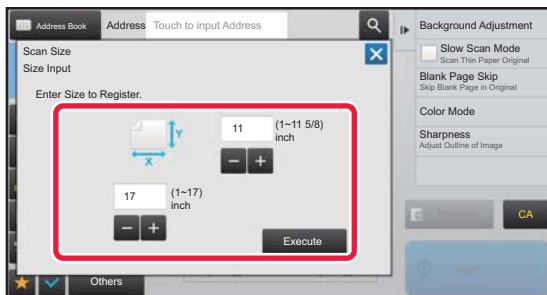 Address Book
Address
Touch to input Address
Scan Size
Size Input
Enter Size to Register.
Y
X
11
(1~11 5/8)
inch
17
(1~17)
inch
Execute
Others
Background Adjustment
Slow Scan Mode
Scan Thin Paper Original
Blank Page Skip
Skip Blank Page in Original
Color Mode
Sharpness
Adjust Outline of Image
Preview
CA
Start